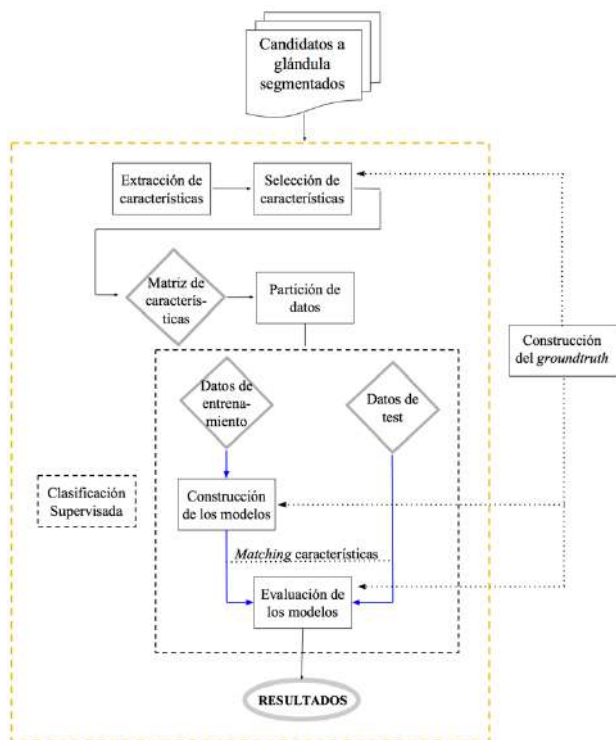 Candidatos a
glándula
segmentados
Extracción de
características
Selección de
características
Matriz de
caracterís-
ticas
Partición de
datos
Construcción
del groundtruth
Datos de
entrena-
miento
Datos de
test
Clasificación
Supervisada
Construcción
de los modelos
Matching características
Evaluación de
los modelos
RESULTADOS